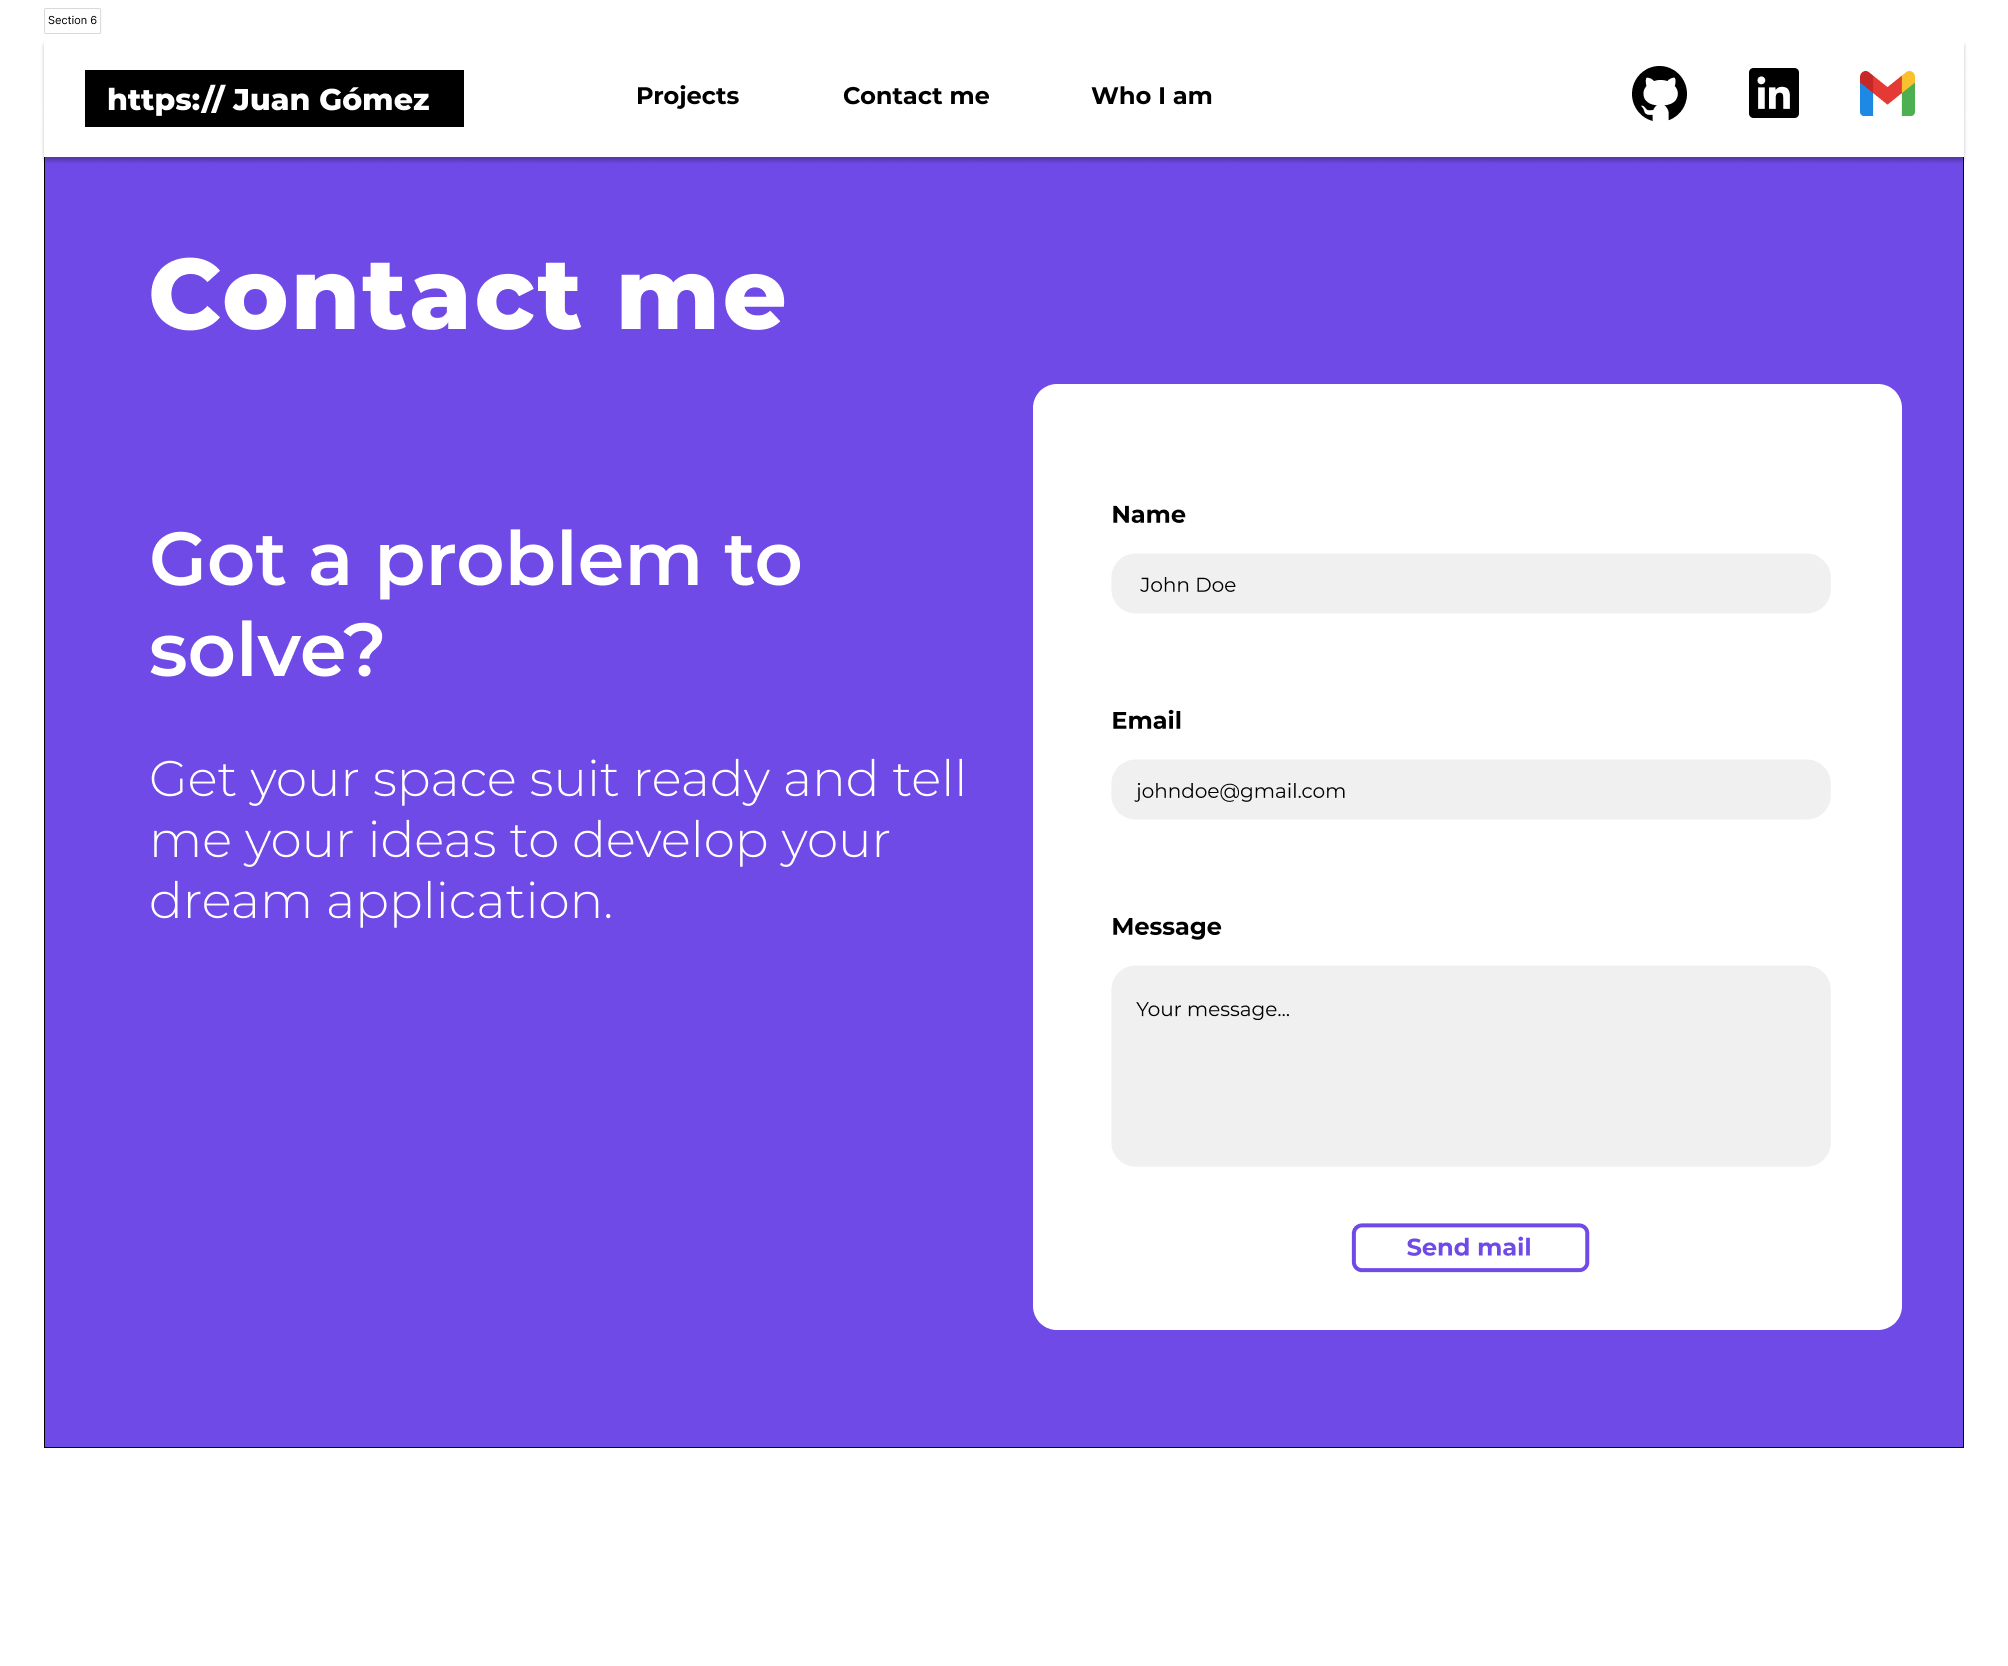 Section 6
https:// Juan Gómez
Projects
Contact me
Who I am
in
Contact me
Got a problem to
solve?
Get your space suit ready and tell
me your ideas to develop your
dream application.
Name
John Doe
Email
johndoe@gmail.com
Message
Your message...
Send mail